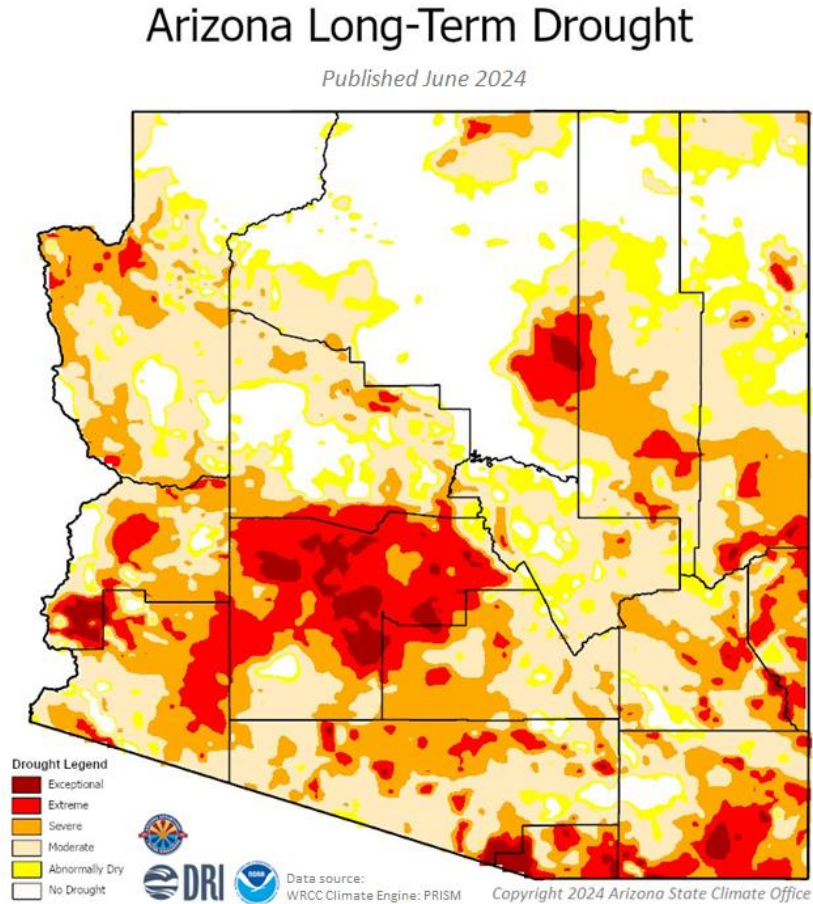 Arizona Long-Term Drought
Published June 2024
Drought Legend
Exceptional
Extreme
Severe
Moderate
Abnormally Dry
No Drought
DRI
Data source:
WRCC Climate Engine: PRISM
Copyright 2024 Arizona State Climate Office